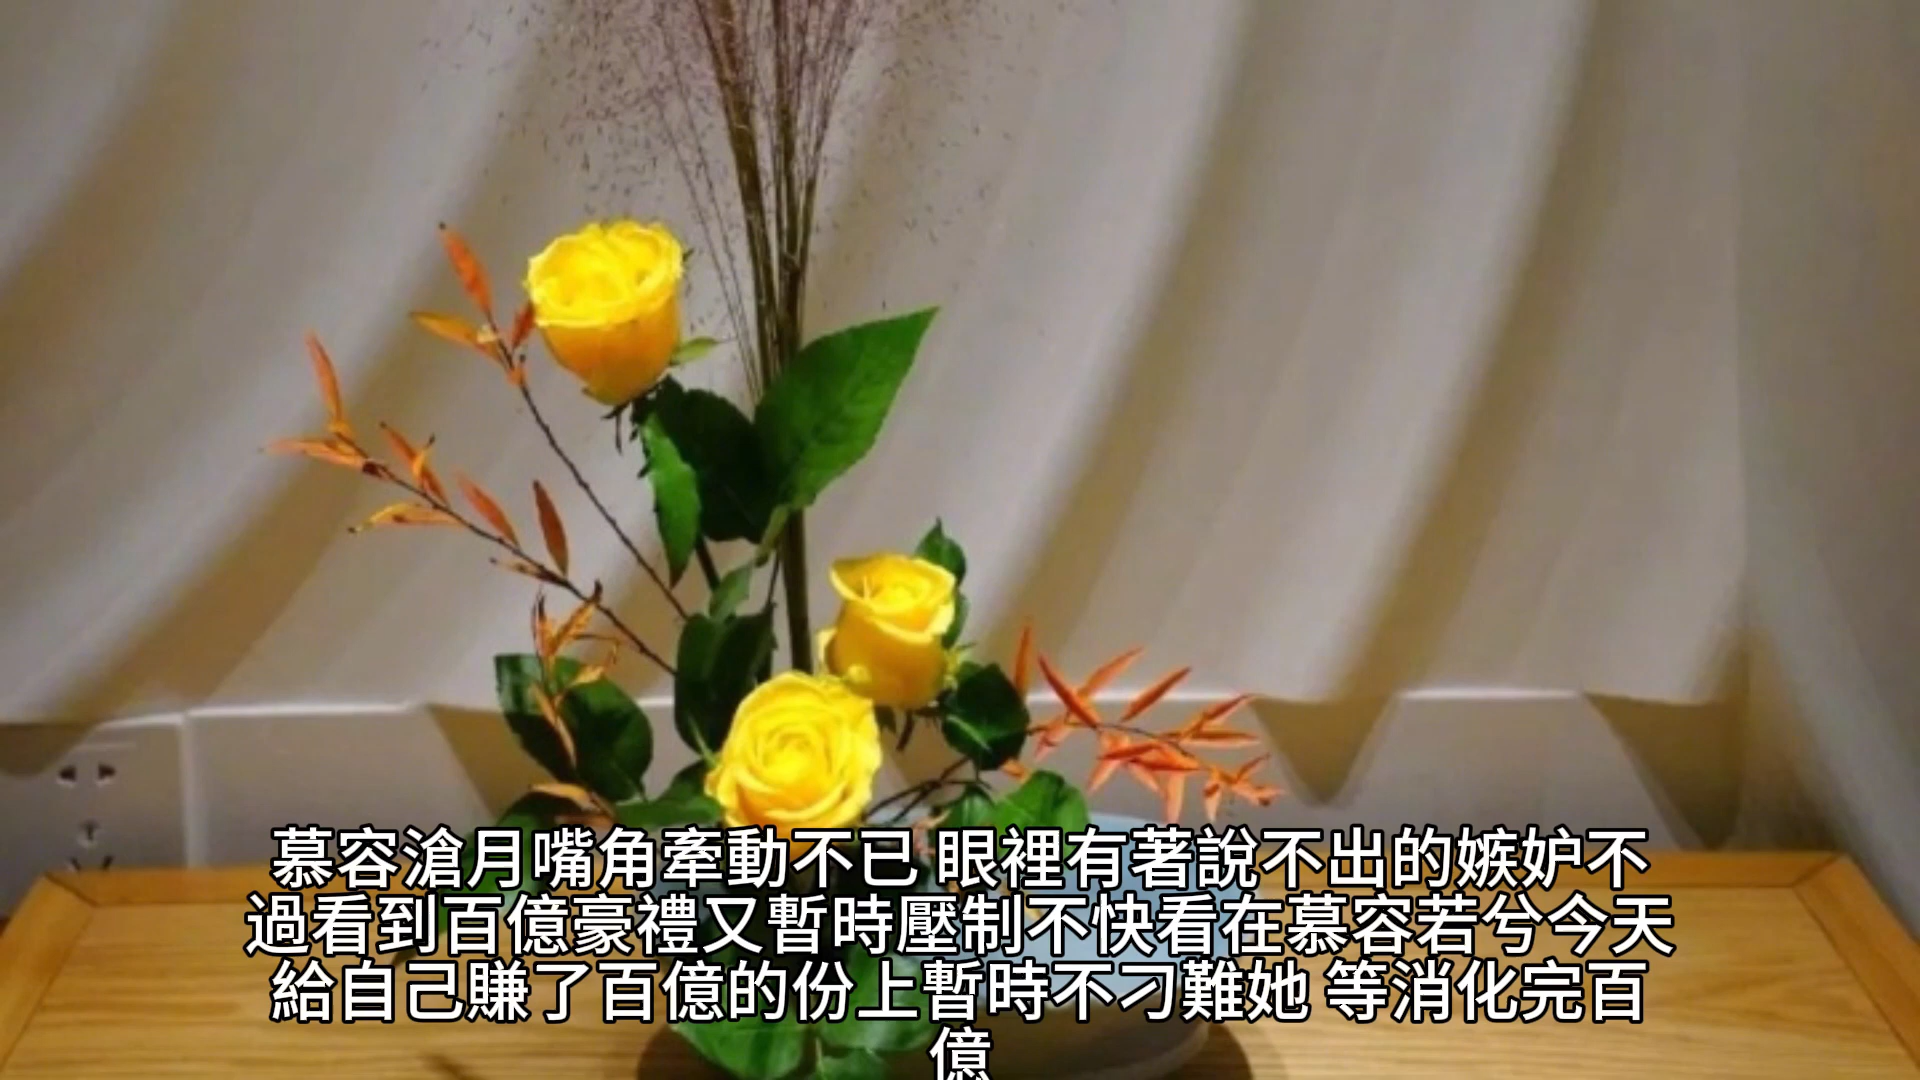 慕容滄月嘴角牽動不已 眼裡有著說不出的嫉妒不
過看到百億豪禮又暫時壓制不快看在慕容若兮今天
給自己賺了百億的份上暫時不刁難她 等消化完百
億